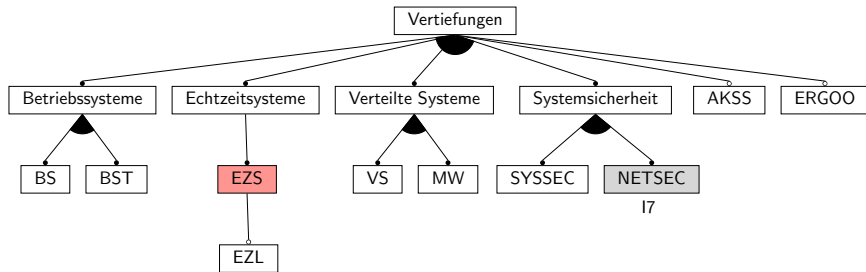 Vertiefungen
Betriebssysteme Echtzeitsysteme Verteilte Systeme Systemsicherheit AKSS ERGOO
BS BST EZS VS MW SYSSEC NETSEC
I7
EZL